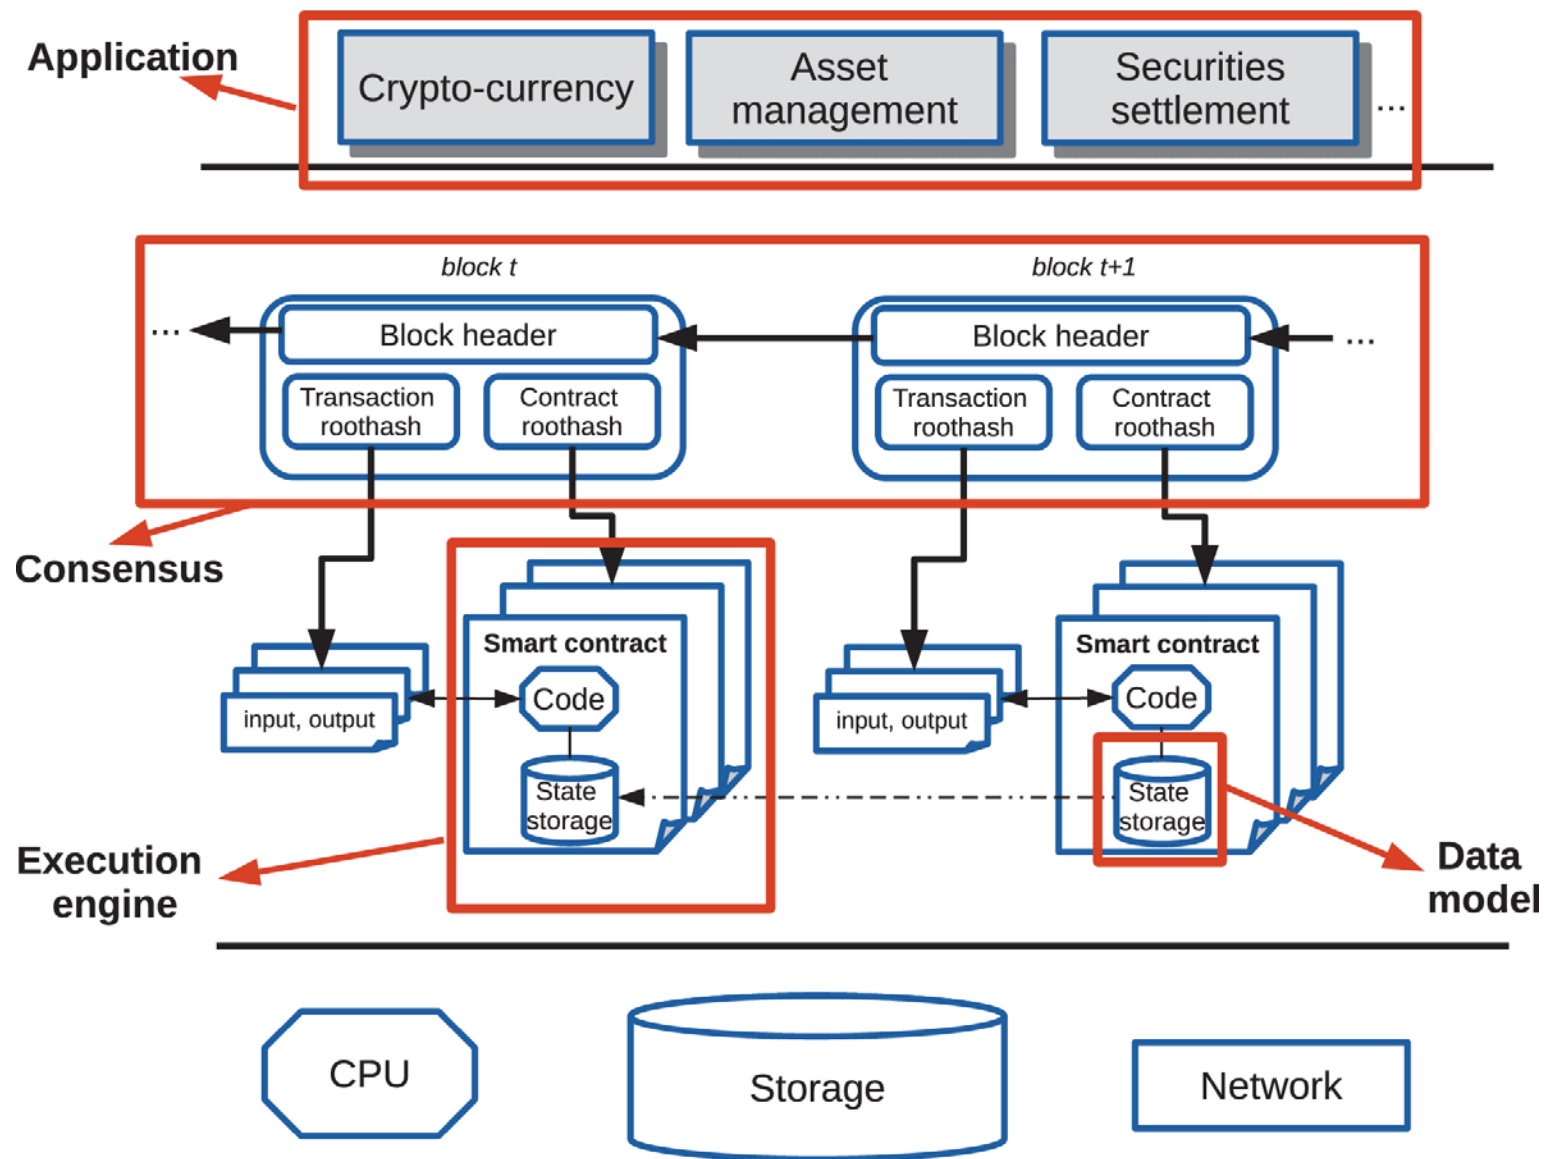 Application
Crypto-currency
Asset
management
Securities
settlement
...
block t
block t+1
...
Block header
Block header
...
Transaction
roothash
Contract
roothash
Transaction
roothash
Contract
roothash
Consensus
Smart contract
Smart contract
Code
Code
input, output
input, output
State
storage
State
storage
Execution
engine
Data
model
CPU
Storage
Network